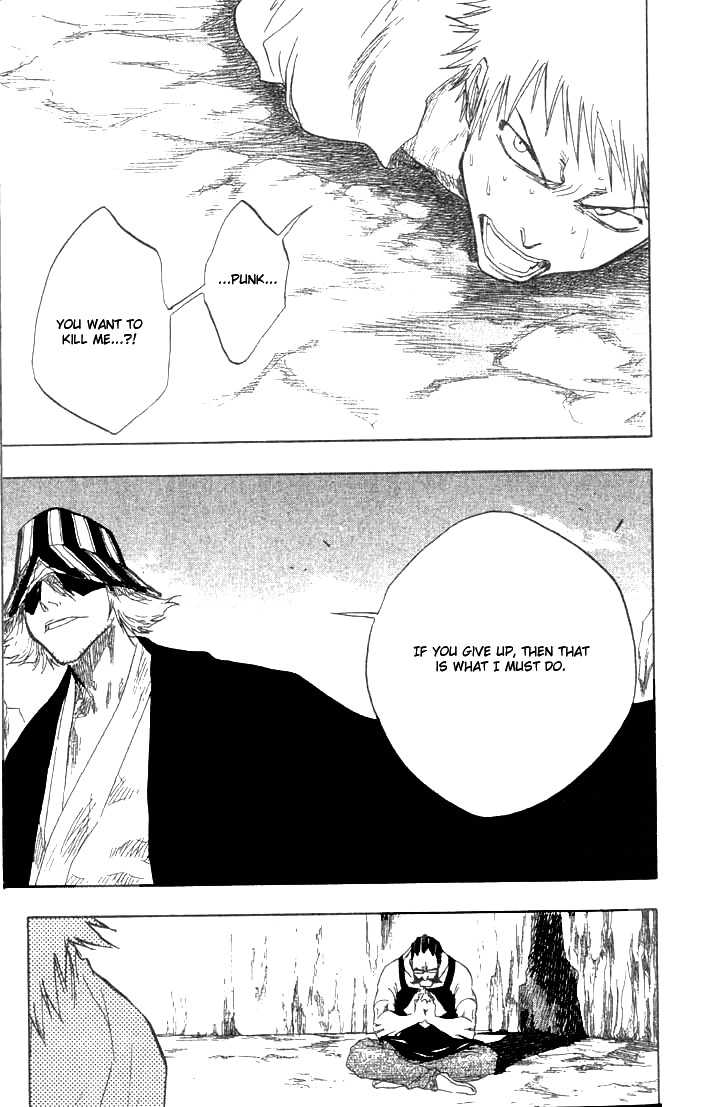 ...PUNK...
YOU WANT TO
KILL ME...?!
IF YOU GIVE UP, THEN THAT
IS WHAT I MUST DO.